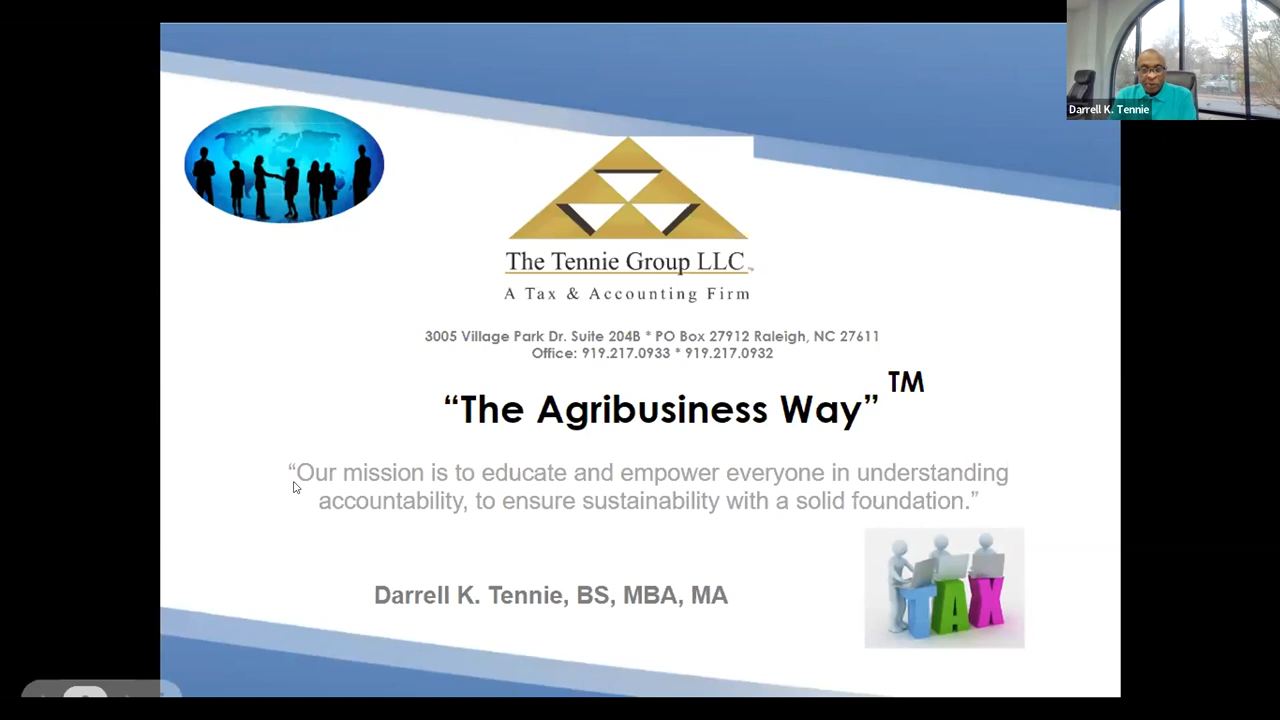 Darrell K. Tennie
The Tennie Group LLC
A Tax & Accounting Firm
3005 Village Park Dr. Suite 204B * PO Box 27912 Raleigh, NC 27611
Office: 919.217.0933 * 919.217.0932
“The Agribusiness Way” TM
“Our mission is to educate and empower everyone in understanding
accountability, to ensure sustainability with a solid foundation.”
Darrell K. Tennie, BS, MBA, MA
TAX